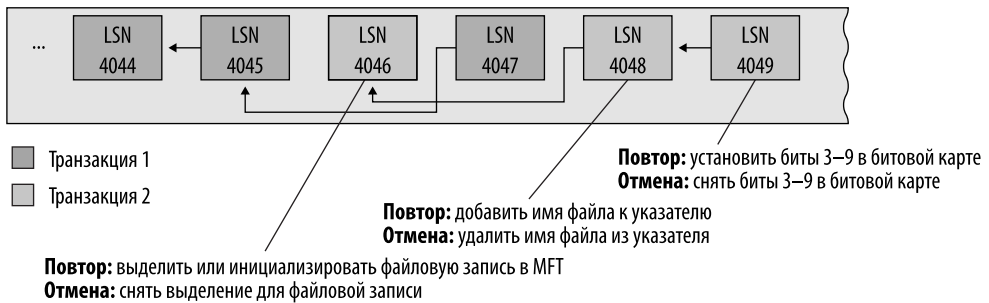 ...
LSN 4044
LSN 4045
LSN 4046
LSN 4047
LSN 4048
LSN 4049
Транзакция 1
Транзакция 2
Повтор: установить биты 3–9 в битовой карте
Отмена: снять биты 3–9 в битовой карте
Повтор: добавить имя файла к указателю
Отмена: удалить имя файла из указателя
Повтор: выделить или инициализировать файловую запись в MFT
Отмена: снять выделение для файловой записи